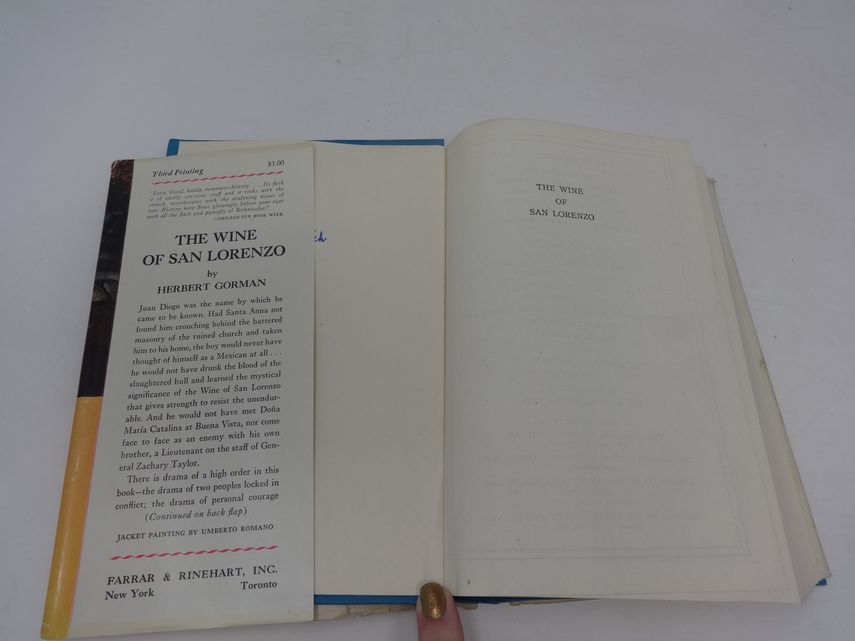 Third Printing $3.00
"Love, blood, battle, romance—history . . . Its flesh
is of earthy sensuous stuff and it reeks with the
stench, reverberates with the deafening noises of
war. History here flows glowingly before your eyes
with all the flash and panoply of Technicolor."
—CHICAGO SUN BOOK WEEK
THE WINE
OF SAN LORENZO
by
HERBERT GORMAN
Juan Diego was the name by which he
came to be known. Had Santa Anna not
found him crouching behind the battered
masonry of the ruined church and taken
him to his home, the boy would never have
thought of himself as a Mexican at all . . .
he would not have drunk the blood of the
slaughtered bull and learned the mystical
significance of the Wine of San Lorenzo
that gives strength to resist the unendur-
able. And he would not have met Doña
María Catalina at Buena Vista, nor come
face to face as an enemy with his own
brother, a Lieutenant on the staff of Gen-
eral Zachary Taylor.
There is drama of a high order in this
book—the drama of two peoples locked in
conflict; the drama of personal courage
(Continued on back flap)
JACKET PAINTING BY UMBERTO ROMANO
FARRAR & RINEHART, INC.
New York Toronto
THE WINE
OF
SAN LORENZO